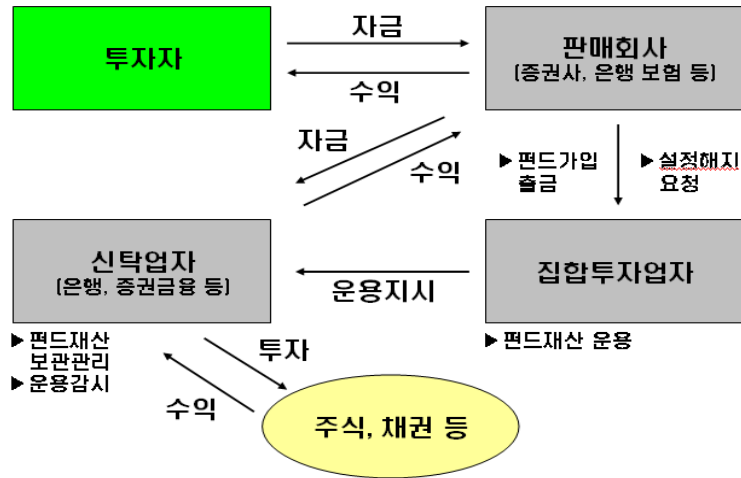 투자자
자금
수익
판매회사
(증권사, 은행 보험 등)
자금
수익
▶ 펀드가입
출금
▶ 설정해지
요청
신탁업자
(은행, 증권금융 등)
운용지시
집합투자업자
▶ 펀드재산
보관관리
▶ 운용감시
▶ 펀드재산 운용
투자
수익
주식, 채권 등